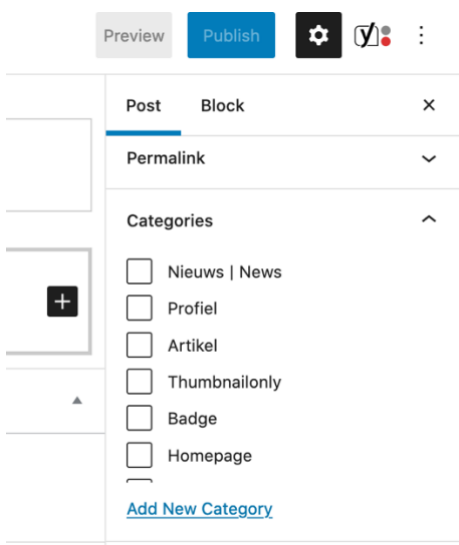 Preview Publish
Post Block
Permalink
Categories
Nieuws | News
Profiel
Artikel
Thumbnailonly
Badge
Homepage
Add New Category